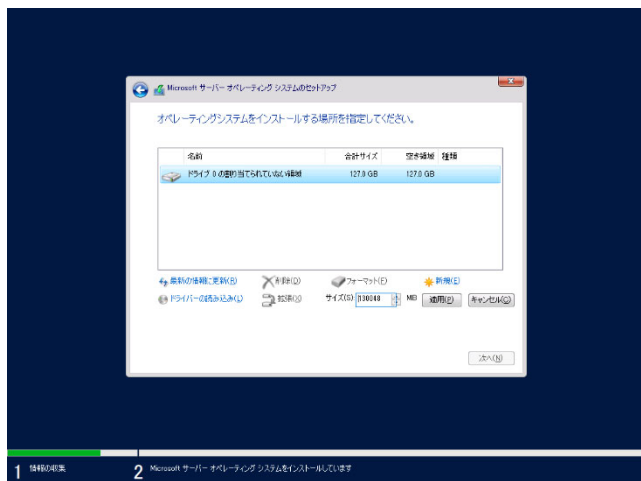 Microsoft サーバー オペレーティング システムのセットアップ
オペレーティングシステムをインストールする場所を指定してください。
名前 合計サイズ 空き領域 種類
ドライブ 0 の割り当てられていない領域 127.0 GB 127.0 GB
最新の情報に更新(R) 削除(D) フォーマット(F) 新規(E)
ドライバーの読み込み(L) 拡張(X) サイズ(S) 130048 MB 適用(P) キャンセル(C)
次へ(N)
1 情報の収集 2 Microsoft サーバー オペレーティング システムをインストールしています